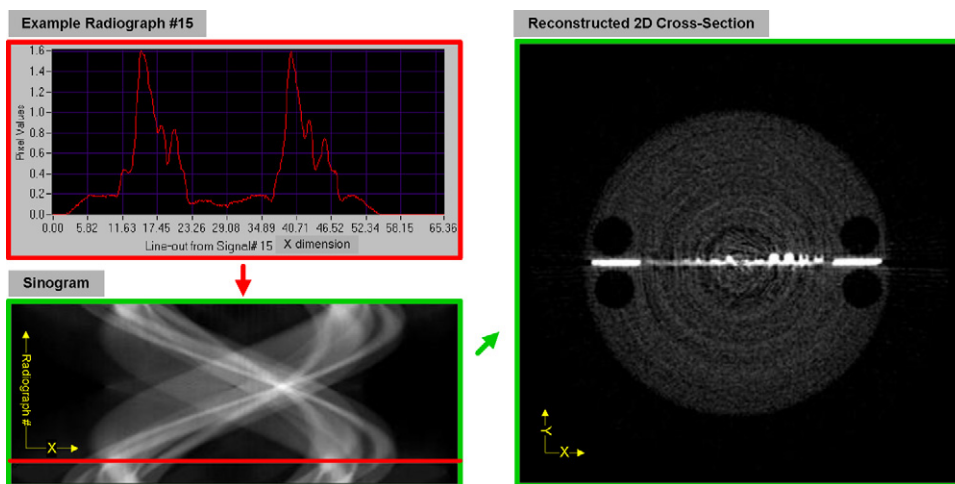 Example Radiograph #15
Reconstructed 2D Cross-Section
Pixel Values
1.6
1.4
1.2
1.0
0.8
0.6
0.4
0.2
0.0
0.00 5.82 11.63 17.45 23.26 29.08 34.89 40.71 46.52 52.34 58.15 65.36
Line-out from Signal# 15 X dimension
Sinogram
Radiograph #
X
Y
X